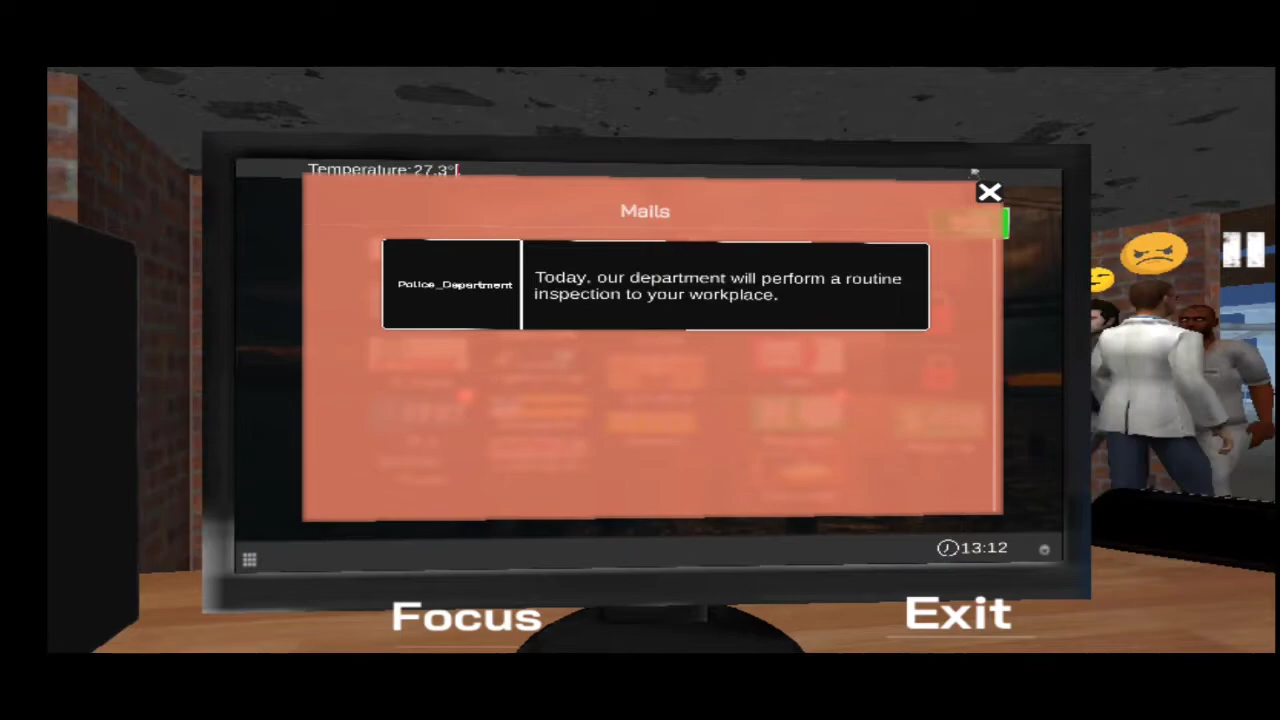 Temperature: 27.3°
Mails
Police_Department
Today, our department will perform a routine
inspection to your workplace.
13:12
Focus
Exit